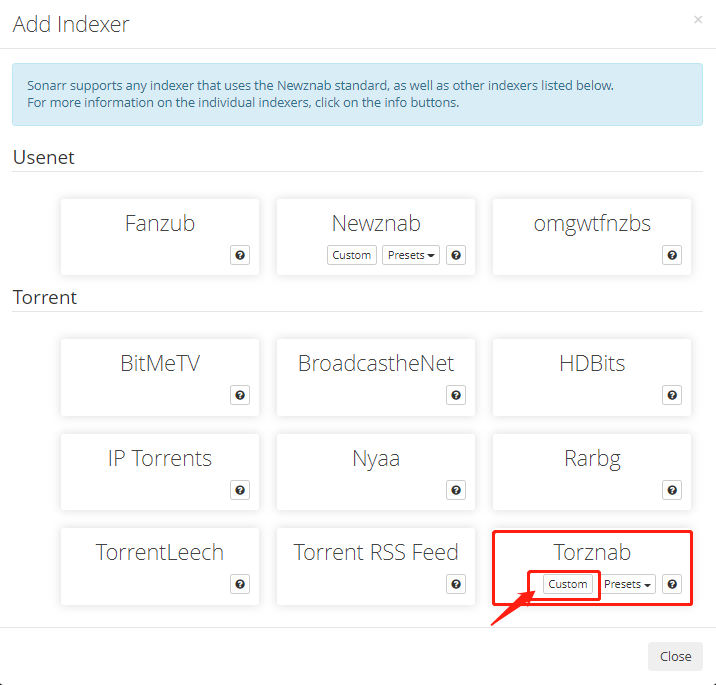 Add Indexer
×
Sonarr supports any indexer that uses the Newznab standard, as well as other indexers listed below.
For more information on the individual indexers, click on the info buttons.
Usenet
Fanzub
Newznab
omgwtfnzbs
Custom
Presets
Torrent
BitMeTV
BroadcastheNet
HDBits
IP Torrents
Nyaa
Rarbg
TorrentLeech
Torrent RSS Feed
Torznab
Custom
Presets
Close